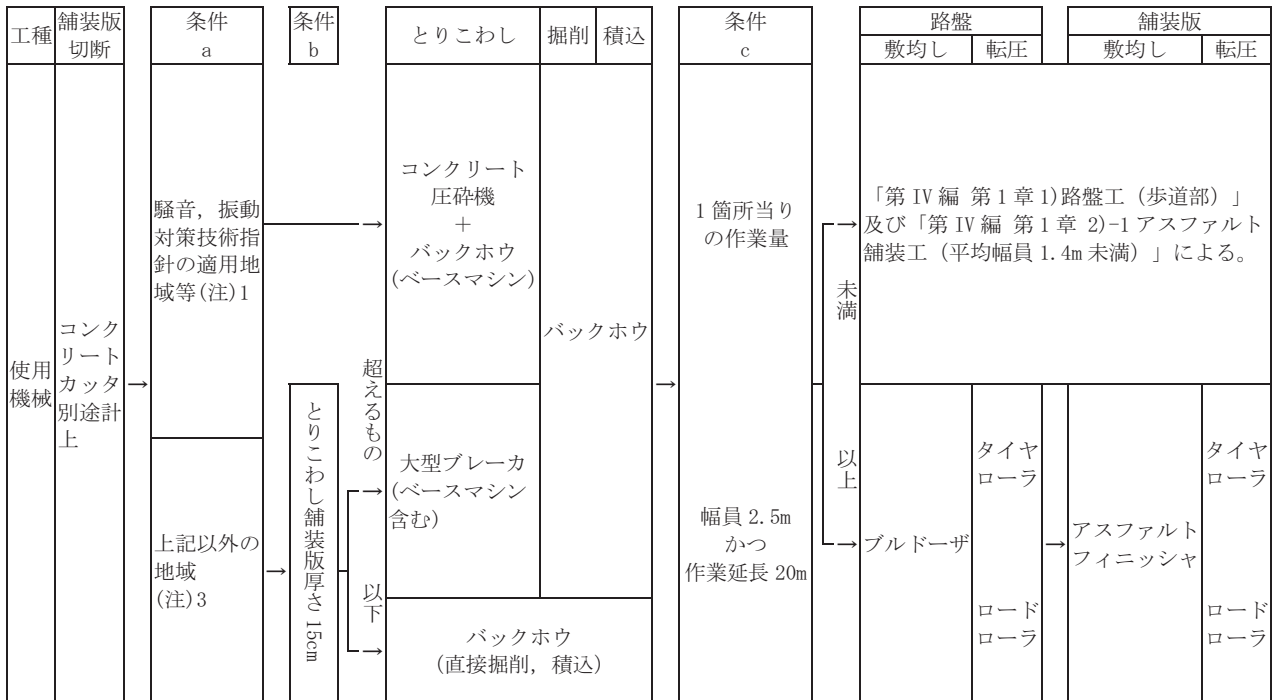 工種
舗装版
切断
条件
a
条件
b
とりこわし
掘削
積込
条件
c
路盤
敷均し
転圧
舗装版
敷均し
転圧
使用
機械
コンク
リート
カッタ
別途計
上
→
騒音，振動
対策技術指
針の適用地
域等(注)1
→
上記以外の
地域
(注)3
→
とりこわし舗装版厚さ 15cm
超えるもの
→
以下
→
コンクリート
圧砕機
＋
バックホウ
(ベースマシン)
大型ブレーカ
(ベースマシン
含む)
バックホウ
バックホウ
(直接掘削，積込)
→
1 箇所当り
の作業量
幅員 2.5m
かつ
作業延長 20m
→
未満
以上
→
「第 IV 編 第 1 章 1)路盤工（歩道部）」
及び「第 IV 編 第 1 章 2)-1 アスファルト
舗装工（平均幅員 1.4m 未満）」による。
ブルドーザ
タイヤ
ローラ
ロード
ローラ
→
アスファルト
フィニッシャ
タイヤ
ローラ
ロード
ローラ